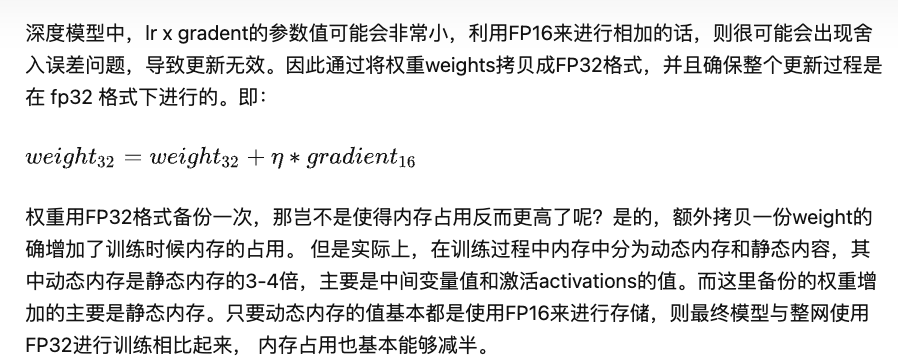 深度模型中，lr x gradent的参数值可能会非常小，利用FP16来进行相加的话，则很可能会出现舍
入误差问题，导致更新无效。因此通过将权重weights拷贝成FP32格式，并且确保整个更新过程是
在 fp32 格式下进行的。即：
weight₃₂ = weight₃₂ + η * gradient₁₆
权重用FP32格式备份一次，那岂不是使得内存占用反而更高了呢？是的，额外拷贝一份weight的
确增加了训练时候内存的占用。 但是实际上，在训练过程中内存中分为动态内存和静态内容，其
中动态内存是静态内存的3-4倍，主要是中间变量值和激活activations的值。而这里备份的权重增
加的主要是静态内存。只要动态内存的值基本都是使用FP16来进行存储，则最终模型与整网使用
FP32进行训练相比起来， 内存占用也基本能够减半。